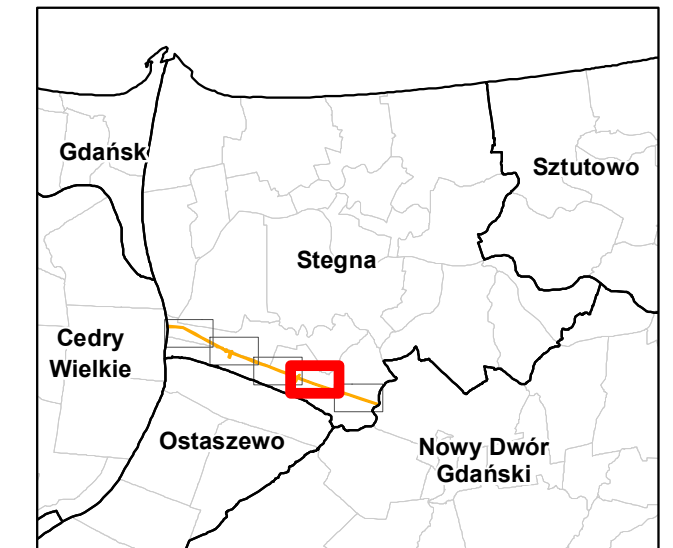 Gdańsk
Sztutowo
Stegna
Cedry
Wielkie
Ostaszewo
Nowy Dwór
Gdański